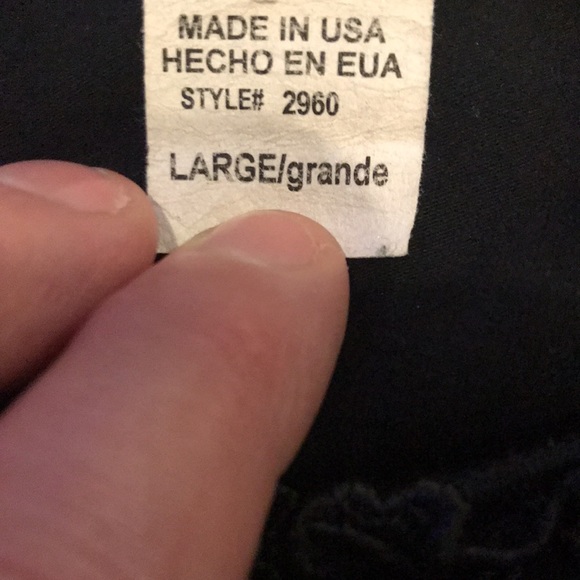 MADE IN USA
HECHO EN EUA
STYLE# 2960
LARGE/grande